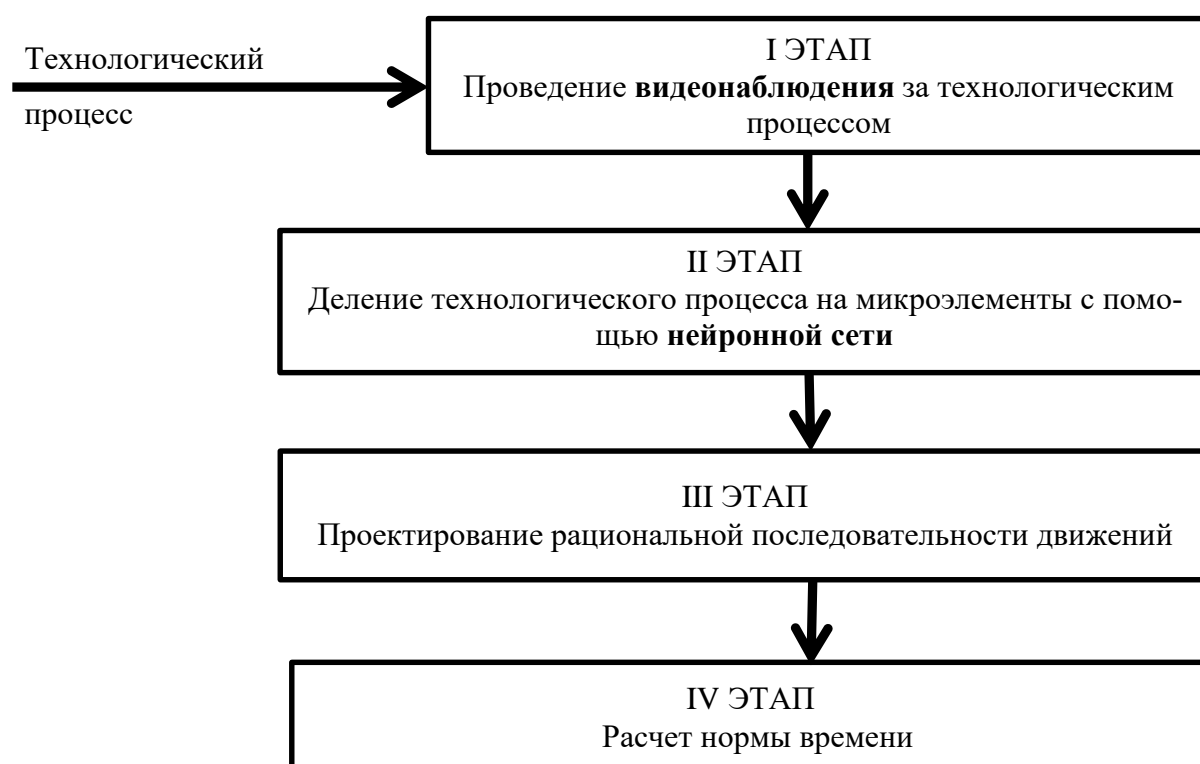 Технологический
процесс
I ЭТАП
Проведение видеонаблюдения за технологическим
процессом
II ЭТАП
Деление технологического процесса на микроэлементы с помо-
щью нейронной сети
III ЭТАП
Проектирование рациональной последовательности движений
IV ЭТАП
Расчет нормы времени